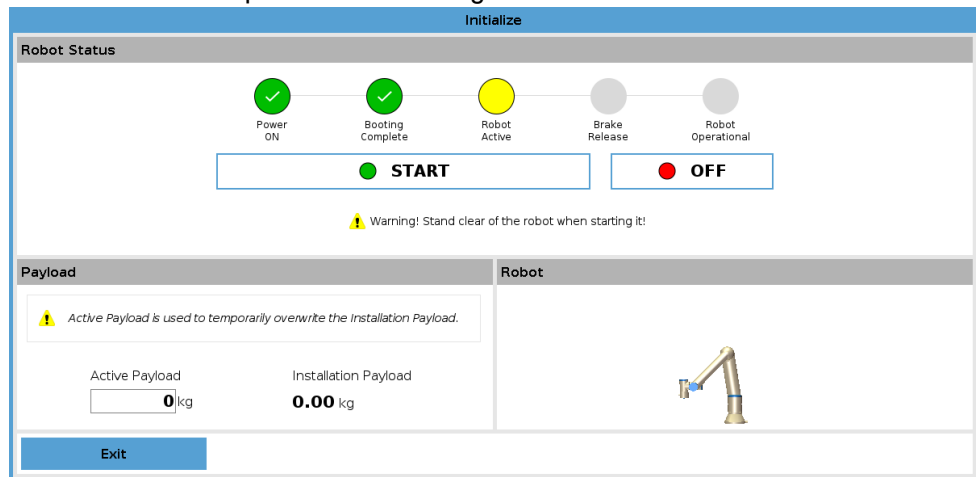 Initialize
Robot Status
Power
ON
Booting
Complete
Robot
Active
Brake
Release
Robot
Operational
START
OFF
Warning! Stand clear of the robot when starting it!
Payload
Active Payload is used to temporarily overwrite the Installation Payload.
Active Payload
0 kg
Installation Payload
0.00 kg
Robot
Exit